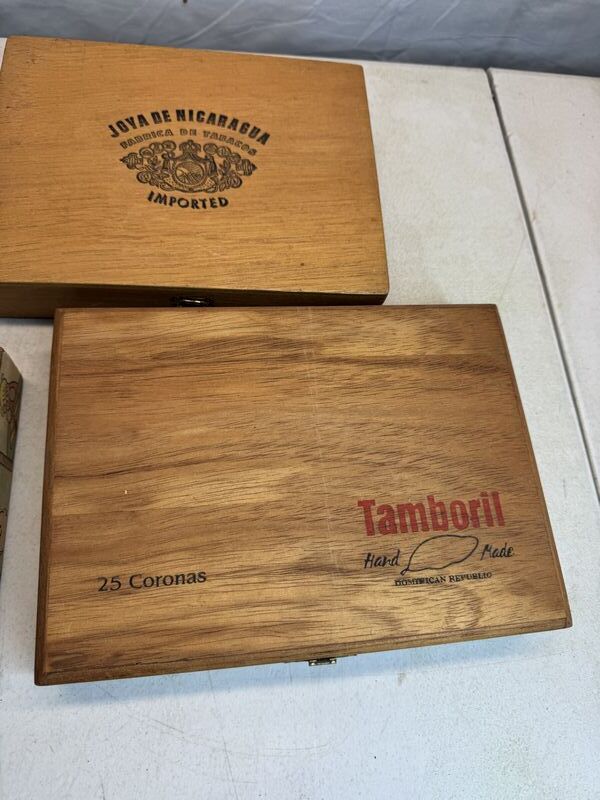 JOYA DE NICARAGUA
FABRICA DE TABACOS
IMPORTED
Tamboril
Hand Made
DOMINICAN REPUBLIC
25 Coronas